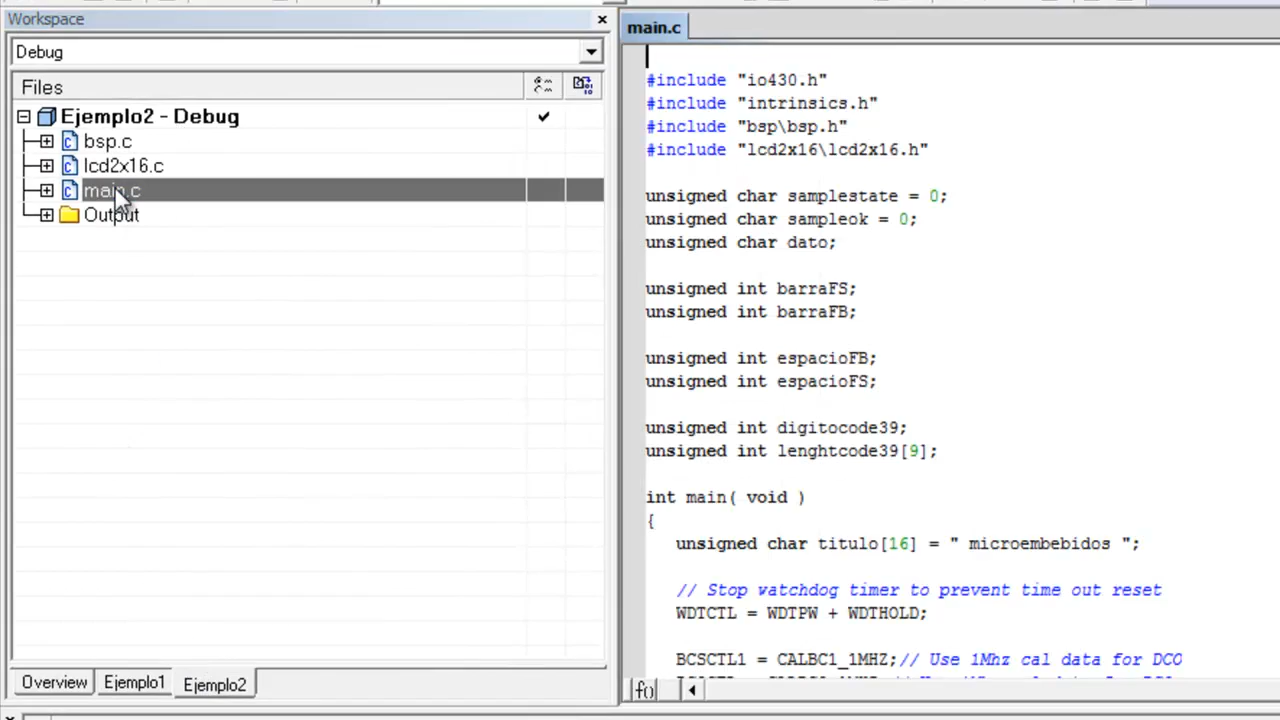 Workspace
Debug
Files
Ejemplo2 - Debug
bsp.c
lcd2x16.c
main.c
Output
Overview
Ejemplo1
Ejemplo2
main.c
#include "io430.h"
#include "intrinsics.h"
#include "bsp\bsp.h"
#include "lcd2x16\lcd2x16.h"
unsigned char samplestate = 0;
unsigned char sampleok = 0;
unsigned char dato;
unsigned int barraFS;
unsigned int barraFB;
unsigned int espacioFB;
unsigned int espacioFS;
unsigned int digitocode39;
unsigned int lenghtcode39[9];
int main( void )
{
unsigned char titulo[16] = " microembebidos ";
// Stop watchdog timer to prevent time out reset
WDTCTL = WDTPW + WDTHOLD;
BCSCTL1 = CALBC1_1MHZ;// Use 1Mhz cal data for DCO
f()